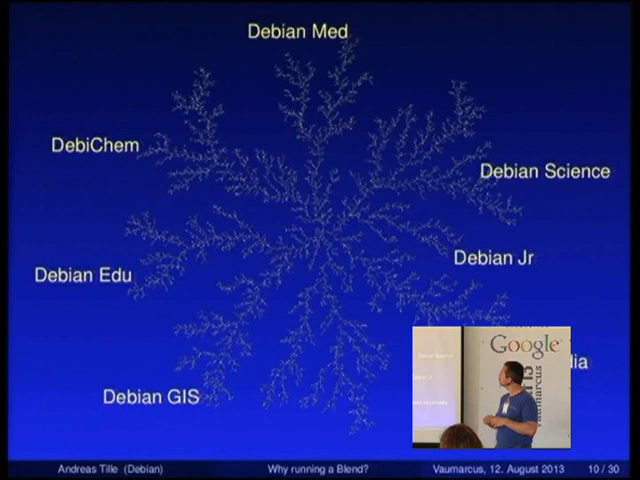 Debian Med
DebiChem
Debian Science
Debian Edu
Debian Jr
Google
Debian GIS
Andreas Tille (Debian)
Why running a Blend?
Vaumarcus, 12. August 2013
10 / 30